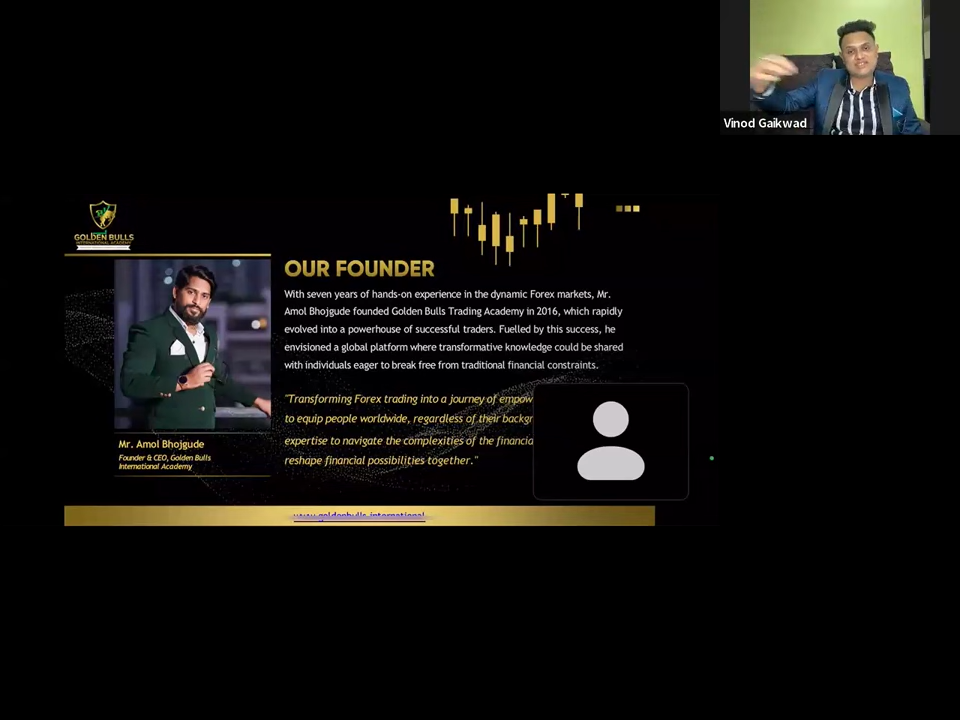 Vinod Gaikwad
GOLDEN BULLS
INTERNATIONAL ACADEMY
OUR FOUNDER
With seven years of hands-on experience in the dynamic Forex markets, Mr.
Amol Bhojgude founded Golden Bulls Trading Academy in 2016, which rapidly
evolved into a powerhouse of successful traders. Fuelled by this success, he
envisioned a global platform where transformative knowledge could be shared
with individuals eager to break free from traditional financial constraints.
"Transforming Forex trading into a journey of empow
to equip people worldwide, regardless of their backgr
expertise to navigate the complexities of the financia
reshape financial possibilities together."
Mr. Amol Bhojgude
Founder & CEO, Golden Bulls
International Academy
www.goldenbulls.international